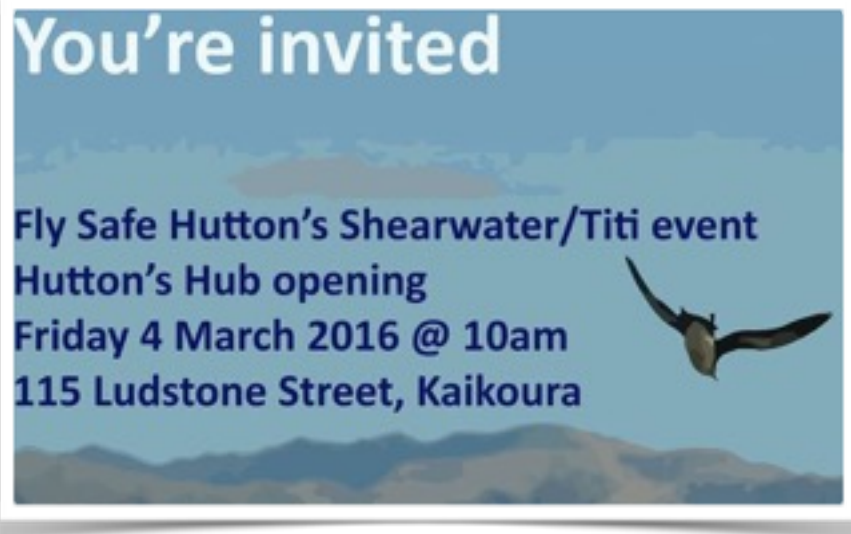 You're invited
Fly Safe Hutton's Shearwater/Titi event
Hutton's Hub opening
Friday 4 March 2016 @ 10am
115 Ludstone Street, Kaikoura